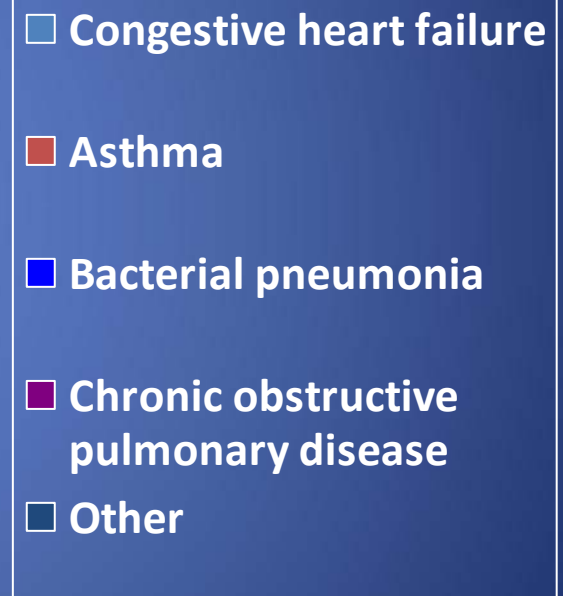 Congestive heart failure
Asthma
Bacterial pneumonia
Chronic obstructive
pulmonary disease
Other